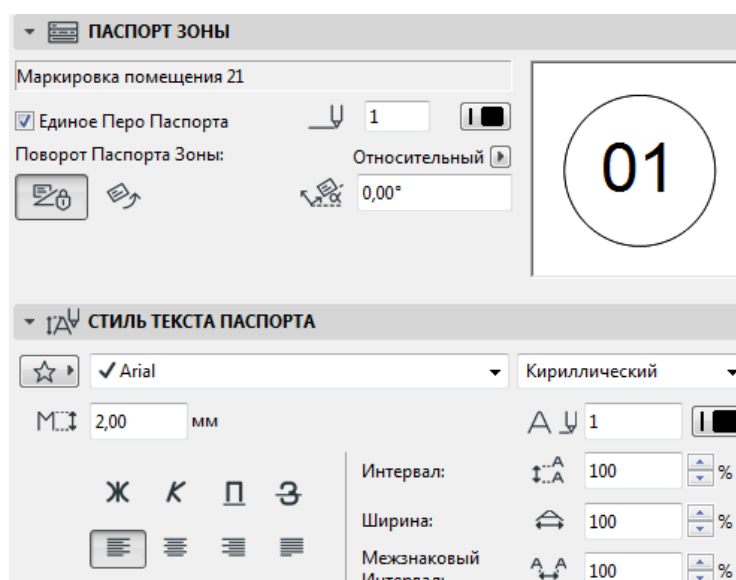 ПАСПОРТ ЗОНЫ
Маркировка помещения 21
Единое Перо Паспорта
1
Поворот Паспорта Зоны:
Относительный
0,00°
01
СТИЛЬ ТЕКСТА ПАСПОРТА
Arial
Кириллический
M
2,00
мм
A
1
Ж К П З
Интервал:
A
A
100
%
Ширина:
100
%
Межзнаковый
Интервал:
A A
100
%